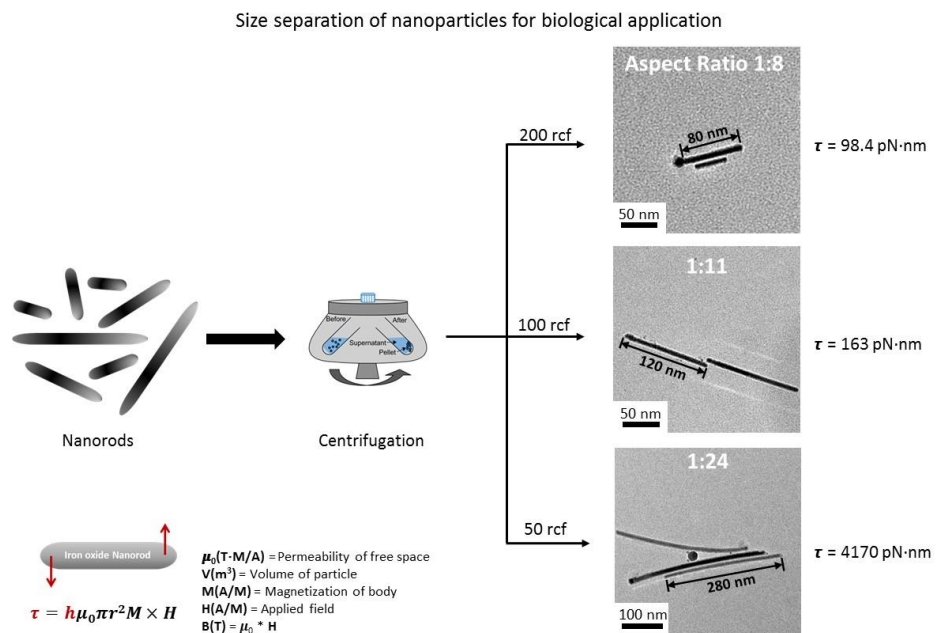 Size separation of nanoparticles for biological application
Aspect Ratio 1:8
200 rcf
80 nm
50 nm
τ = 98.4 pN·nm
1:11
100 rcf
120 nm
50 nm
τ = 163 pN·nm
Before
After
Supernatant
Pellet
Nanorods
Centrifugation
1:24
50 rcf
280 nm
100 nm
τ = 4170 pN·nm
Iron oxide Nanorod
τ = hμ₀πr²M × H
μ₀(T·M/A) = Permeability of free space
V(m³) = Volume of particle
M(A/M) = Magnetization of body
H(A/M) = Applied field
B(T) = μ₀ * H